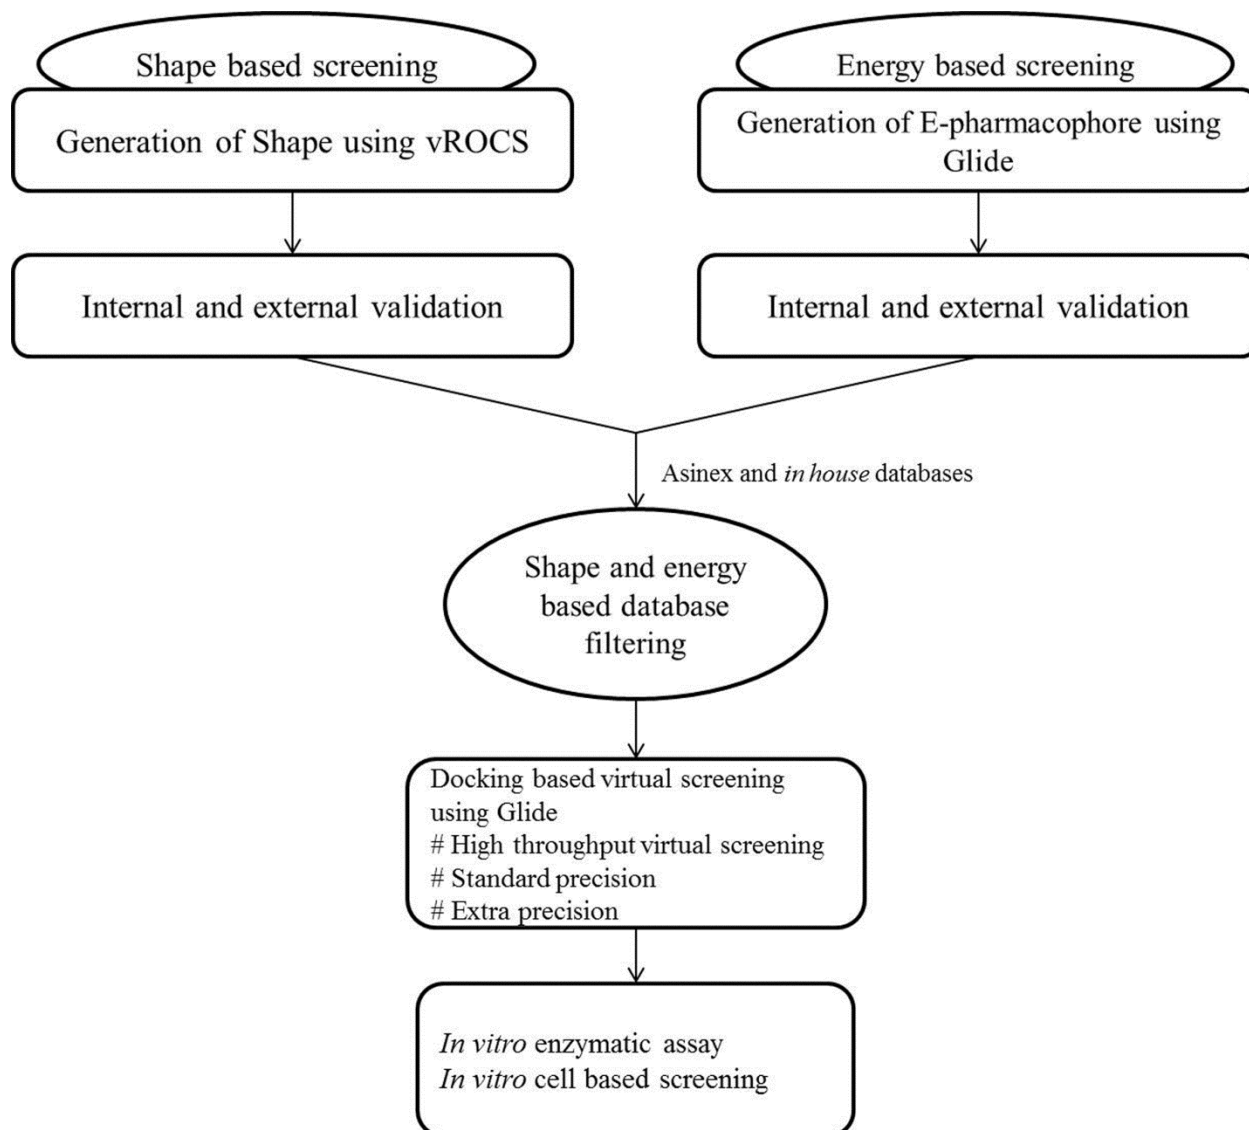 Shape based screening
Generation of Shape using vROCS
Internal and external validation
Energy based screening
Generation of E-pharmacophore using
Glide
Internal and external validation
Asinex and in house databases
Shape and energy
based database
filtering
Docking based virtual screening
using Glide
# High throughput virtual screening
# Standard precision
# Extra precision
In vitro enzymatic assay
In vitro cell based screening